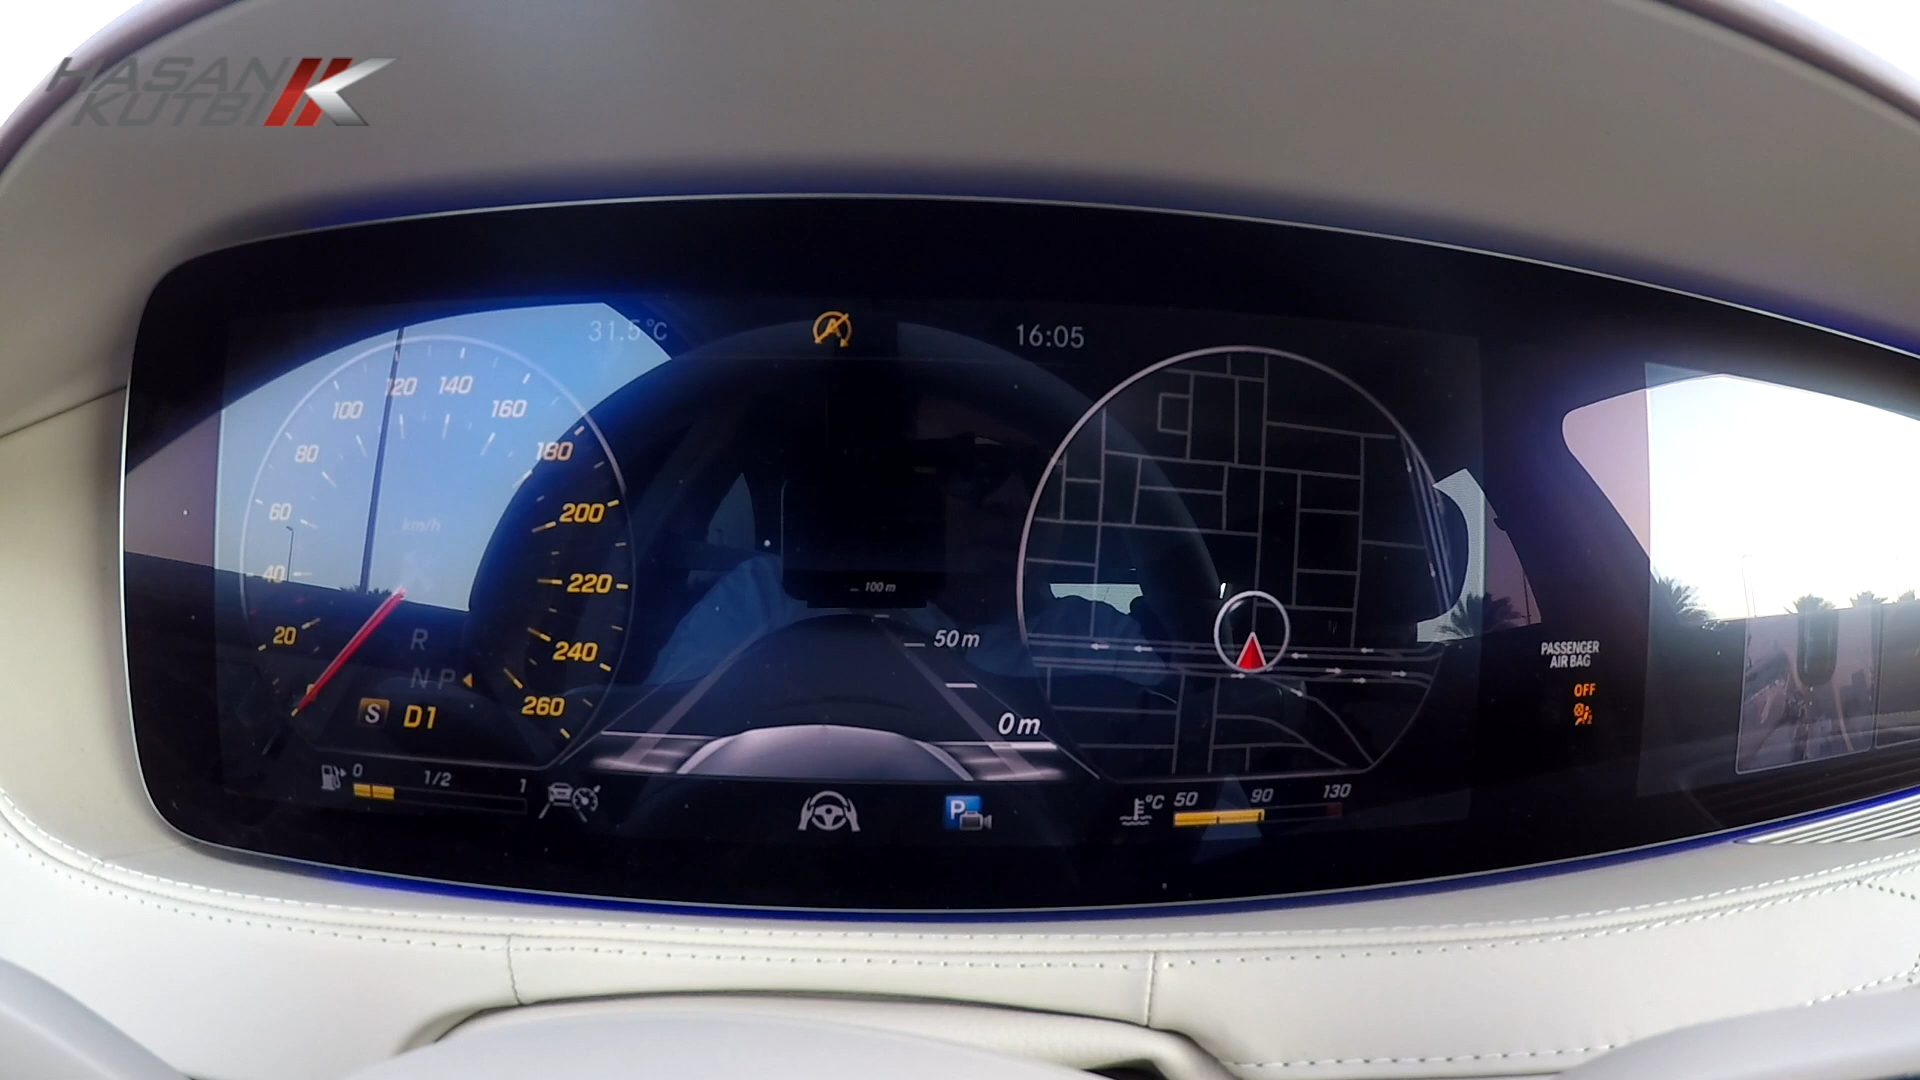 HASAN
KUTBI
31.5°C
16:05
0
20
40
60
80
100
120
140
160
180
200
220
240
260
km/h
R
N P
S D1
100 m
50 m
0 m
0 1/2 1
P
°C 50 90 130
PASSENGER
AIR BAG
OFF
A